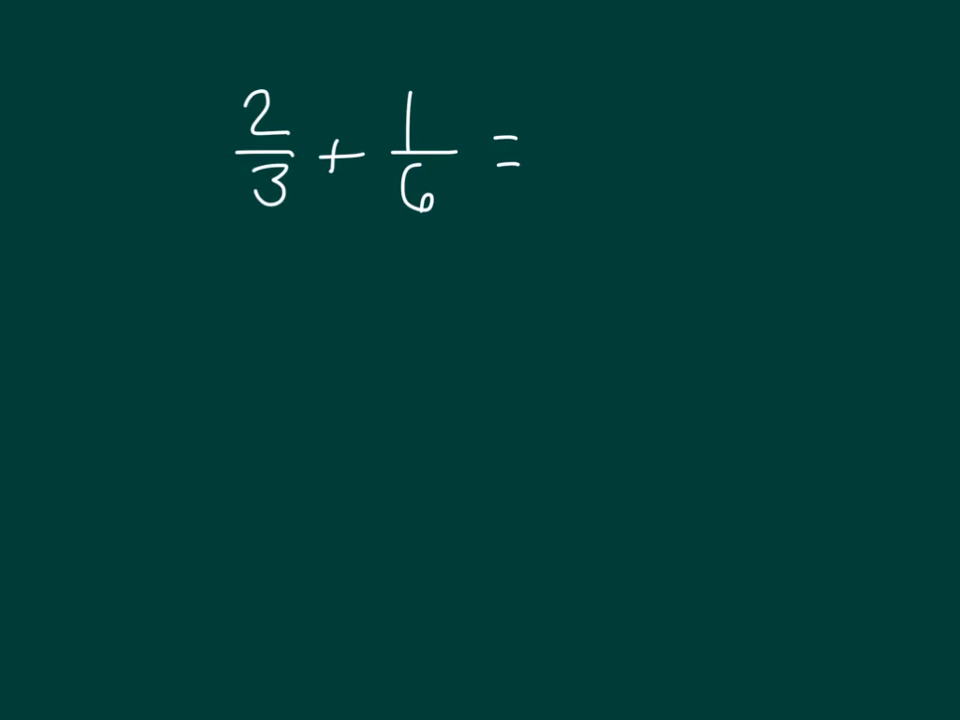 2/3 + 1/6 =